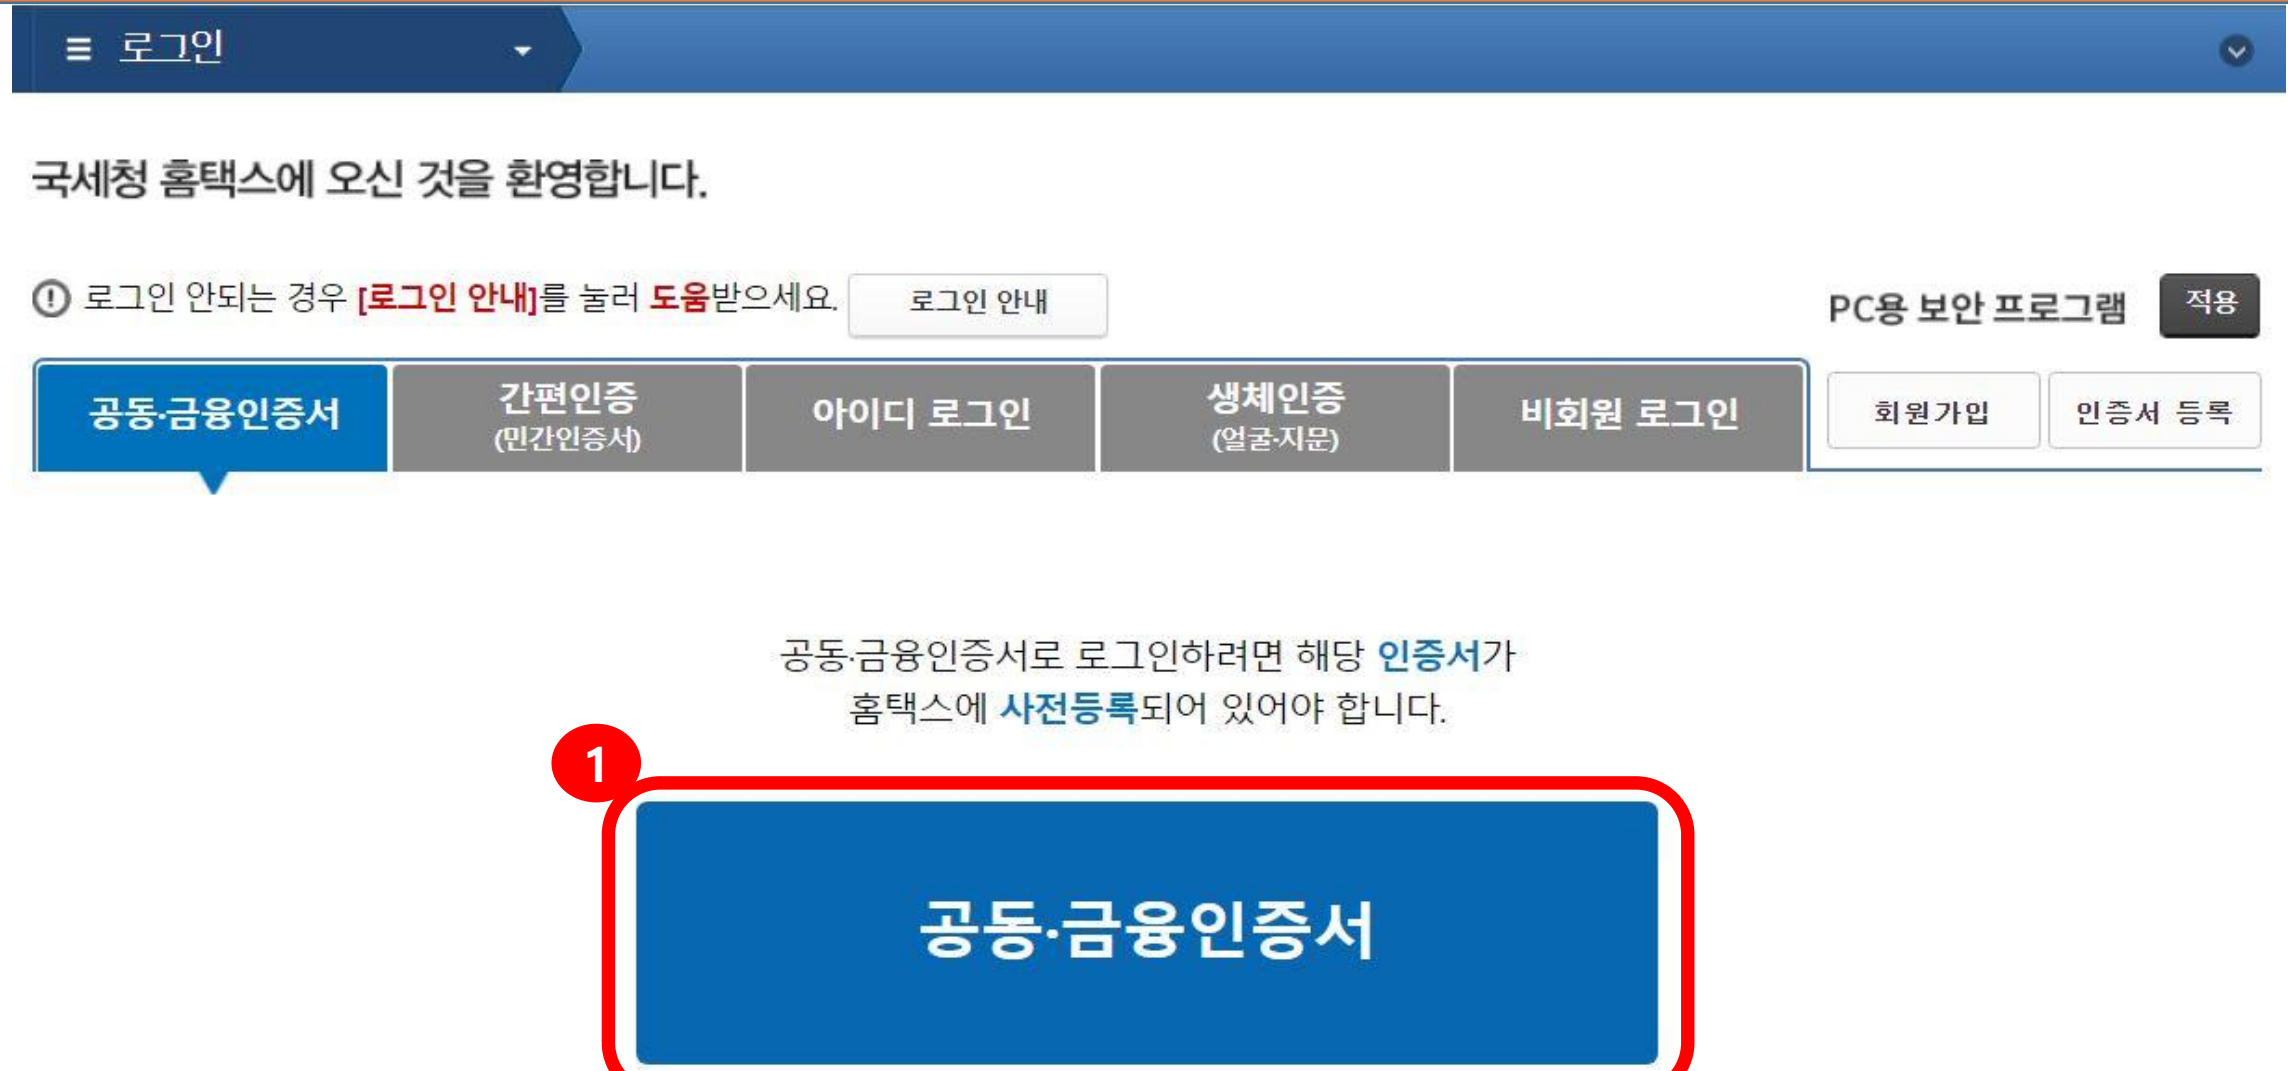 로그인
국세청 홈택스에 오신 것을 환영합니다.
로그인 안되는 경우 [로그인 안내]를 눌러 도움받으세요. 로그인 안내 PC용 보안 프로그램 적용
공동·금융인증서 간편인증 (민간인증서) 아이디 로그인 생체인증 (얼굴·지문) 비회원 로그인 회원가입 인증서 등록
공동·금융인증서로 로그인하려면 해당 인증서가
홈택스에 사전등록되어 있어야 합니다.
1
공동·금융인증서